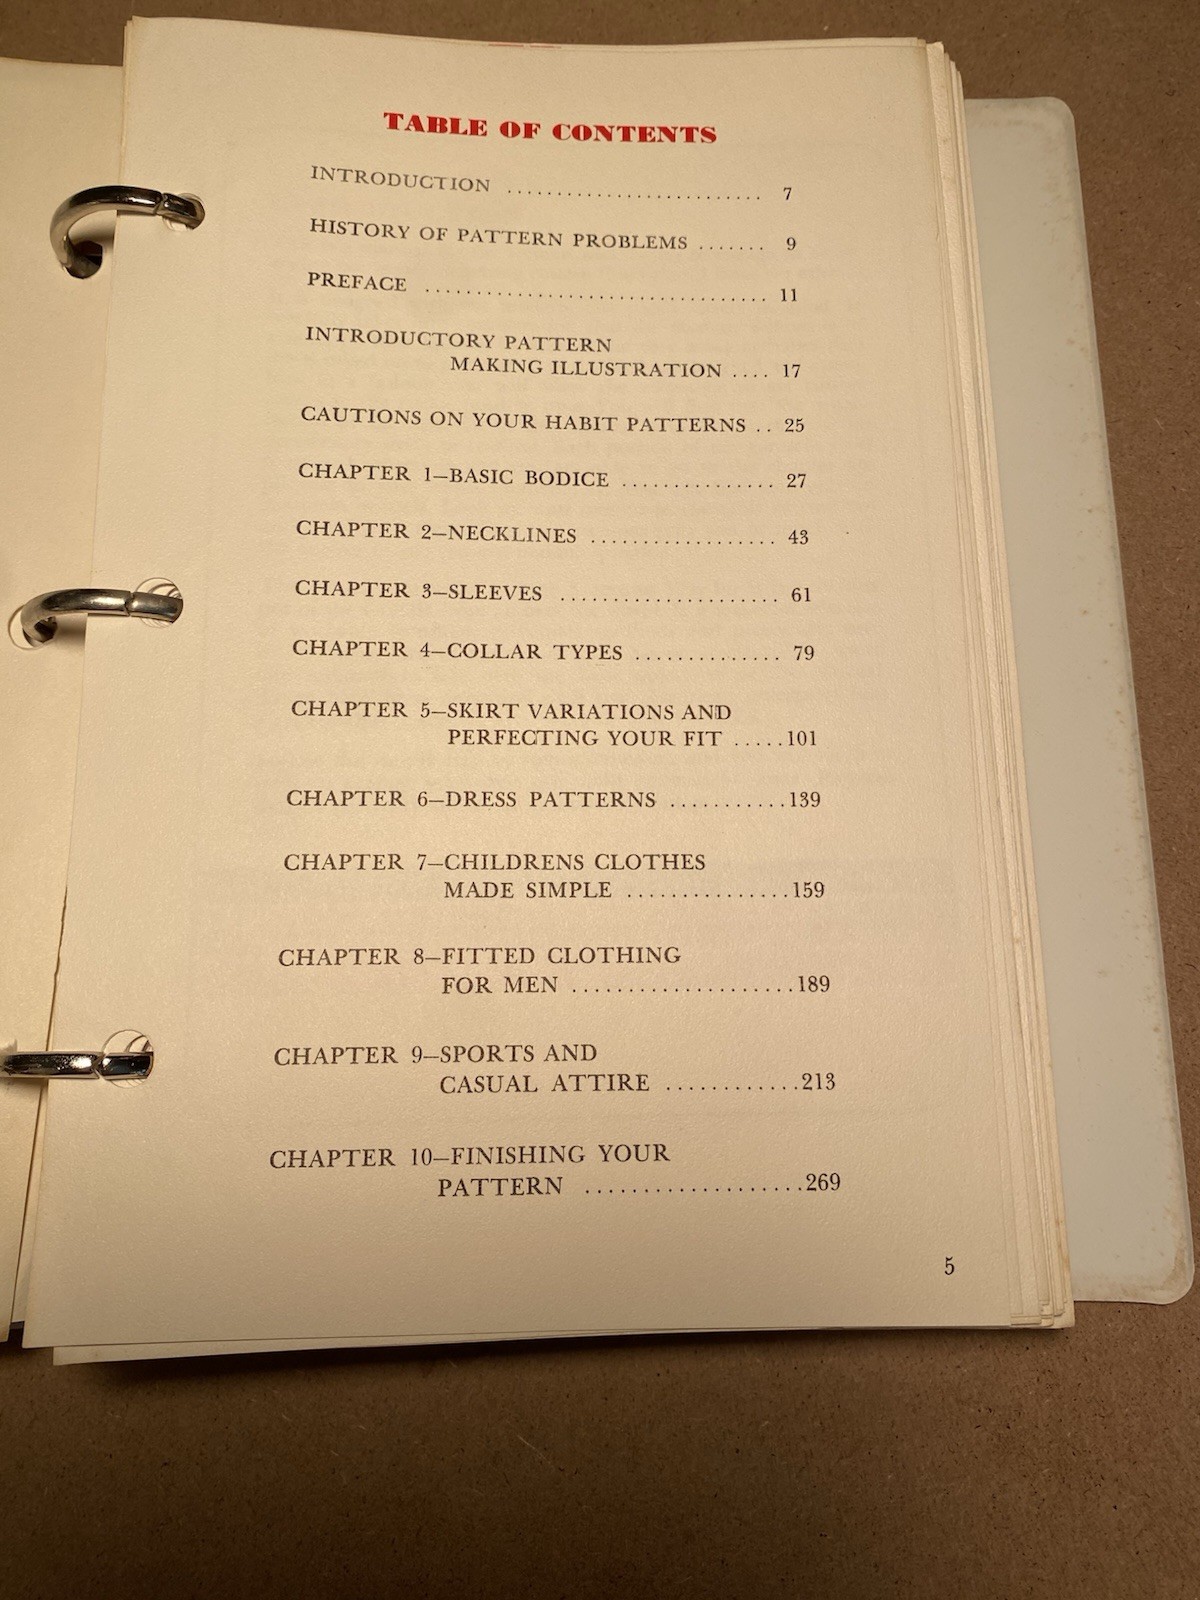 TABLE OF CONTENTS
INTRODUCTION .......................... 7
HISTORY OF PATTERN PROBLEMS ....... 9
PREFACE ................................... 11
INTRODUCTORY PATTERN
MAKING ILLUSTRATION .... 17
CAUTIONS ON YOUR HABIT PATTERNS .. 25
CHAPTER 1—BASIC BODICE ............... 27
CHAPTER 2—NECKLINES ................. 43
CHAPTER 3—SLEEVES .................... 61
CHAPTER 4—COLLAR TYPES ............. 79
CHAPTER 5—SKIRT VARIATIONS AND
PERFECTING YOUR FIT .....101
CHAPTER 6—DRESS PATTERNS ...........139
CHAPTER 7—CHILDRENS CLOTHES
MADE SIMPLE ...............159
CHAPTER 8—FITTED CLOTHING
FOR MEN ....................189
CHAPTER 9—SPORTS AND
CASUAL ATTIRE ............213
CHAPTER 10—FINISHING YOUR
PATTERN ...................269
5